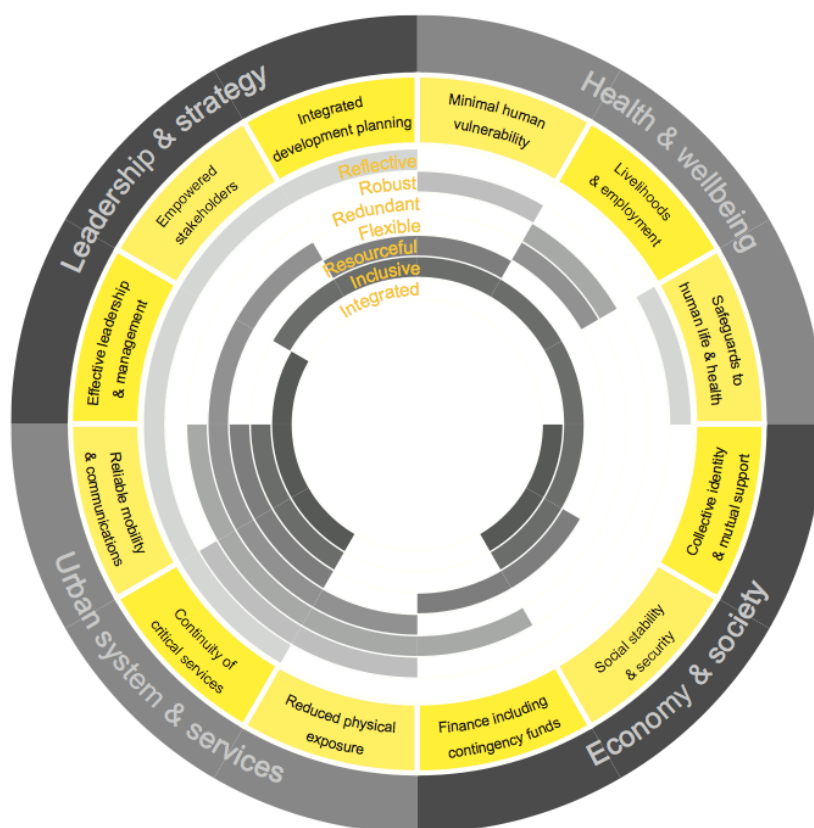 Leadership & strategy
Health & wellbeing
Economy & society
Urban system & services
Integrated
development planning
Minimal human
vulnerability
Livelihoods
& employment
Safeguards to
human life & health
Collective identity
& mutual support
Social stability
& security
Finance including
contingency funds
Reduced physical
exposure
Continuity of
critical services
Reliable mobility
& communications
Effective leadership
& management
Empowered
stakeholders
Reflective
Robust
Redundant
Flexible
Resourceful
Inclusive
Integrated